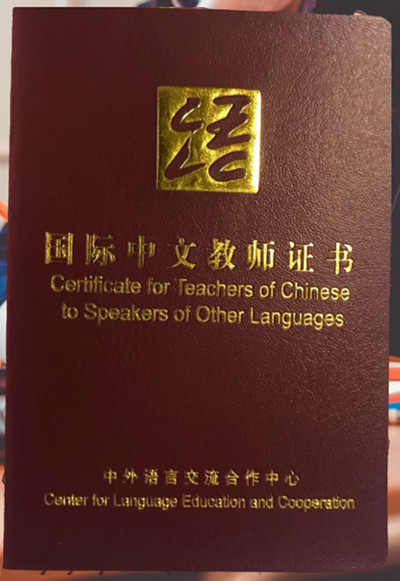 国际中文教师证书
Certificate for Teachers of Chinese
to Speakers of Other Languages
中外语言交流合作中心
Center for Language Education and Cooperation